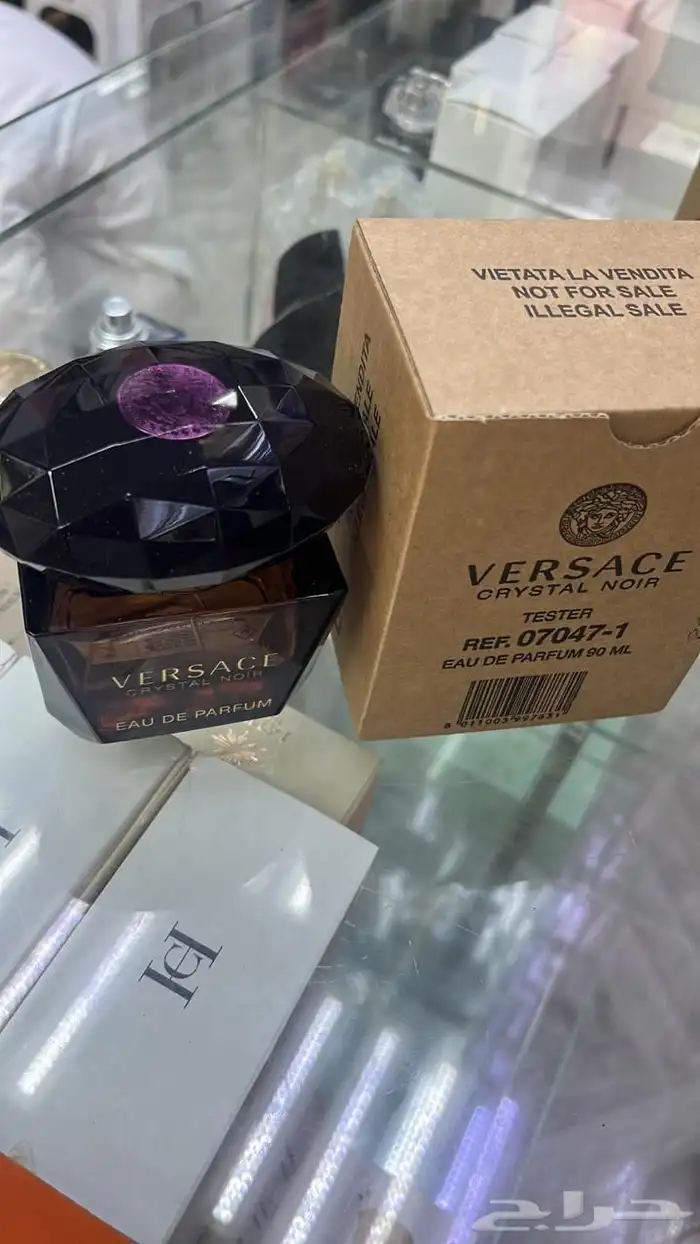 VIETATA LA VENDITA
NOT FOR SALE
ILLEGAL SALE
VERSACE
CRYSTAL NOIR
TESTER
REF. 07047-1
EAU DE PARFUM 90 ML
VERSACE
CRYSTAL NOIR
EAU DE PARFUM
CH
حراج